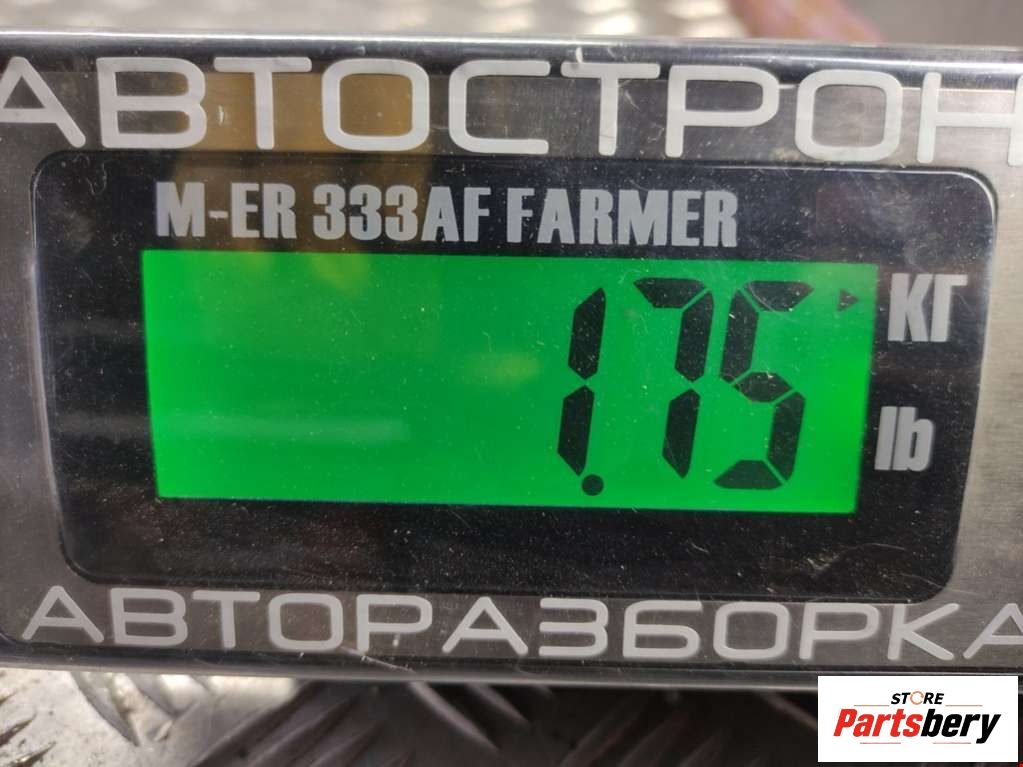 АВТОСТРОН
M-ER 333AF FARMER
1.75
КГ
lb
АВТОРАЗБОРКА
STORE
Partsbery